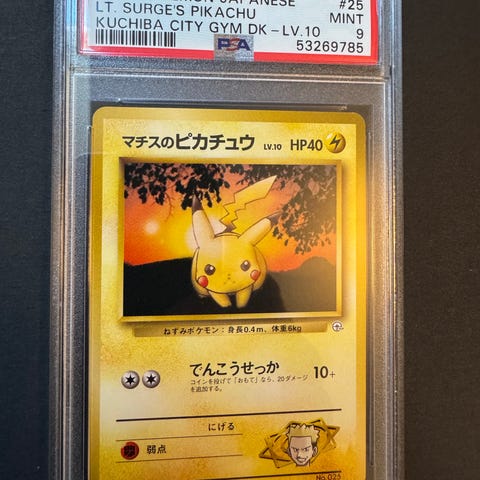 JAPANESE #25
LT. SURGE'S PIKACHU MINT
KUCHIBA CITY GYM DK-LV.10 9
PSA 53269785
マチスのピカチュウ LV.10 HP40
ねずみポケモン：身長0.4m、体重6kg
でんこうせっか 10+
コインを投げて「おもて」なら、20ダメージ
を追加する。
にげる
弱点
No.025